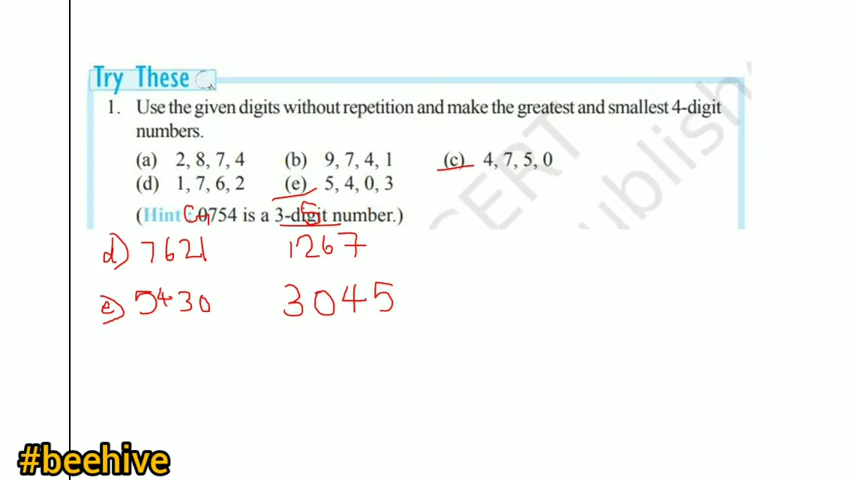 Try These
1. Use the given digits without repetition and make the greatest and smallest 4-digit
numbers.
(a) 2, 8, 7, 4 (b) 9, 7, 4, 1 (c) 4, 7, 5, 0
(d) 1, 7, 6, 2 (e) 5, 4, 0, 3
(Hint : 0754 is a 3-digit number.)
G S
d) 7621 1267
e) 5430 3045
#beehive